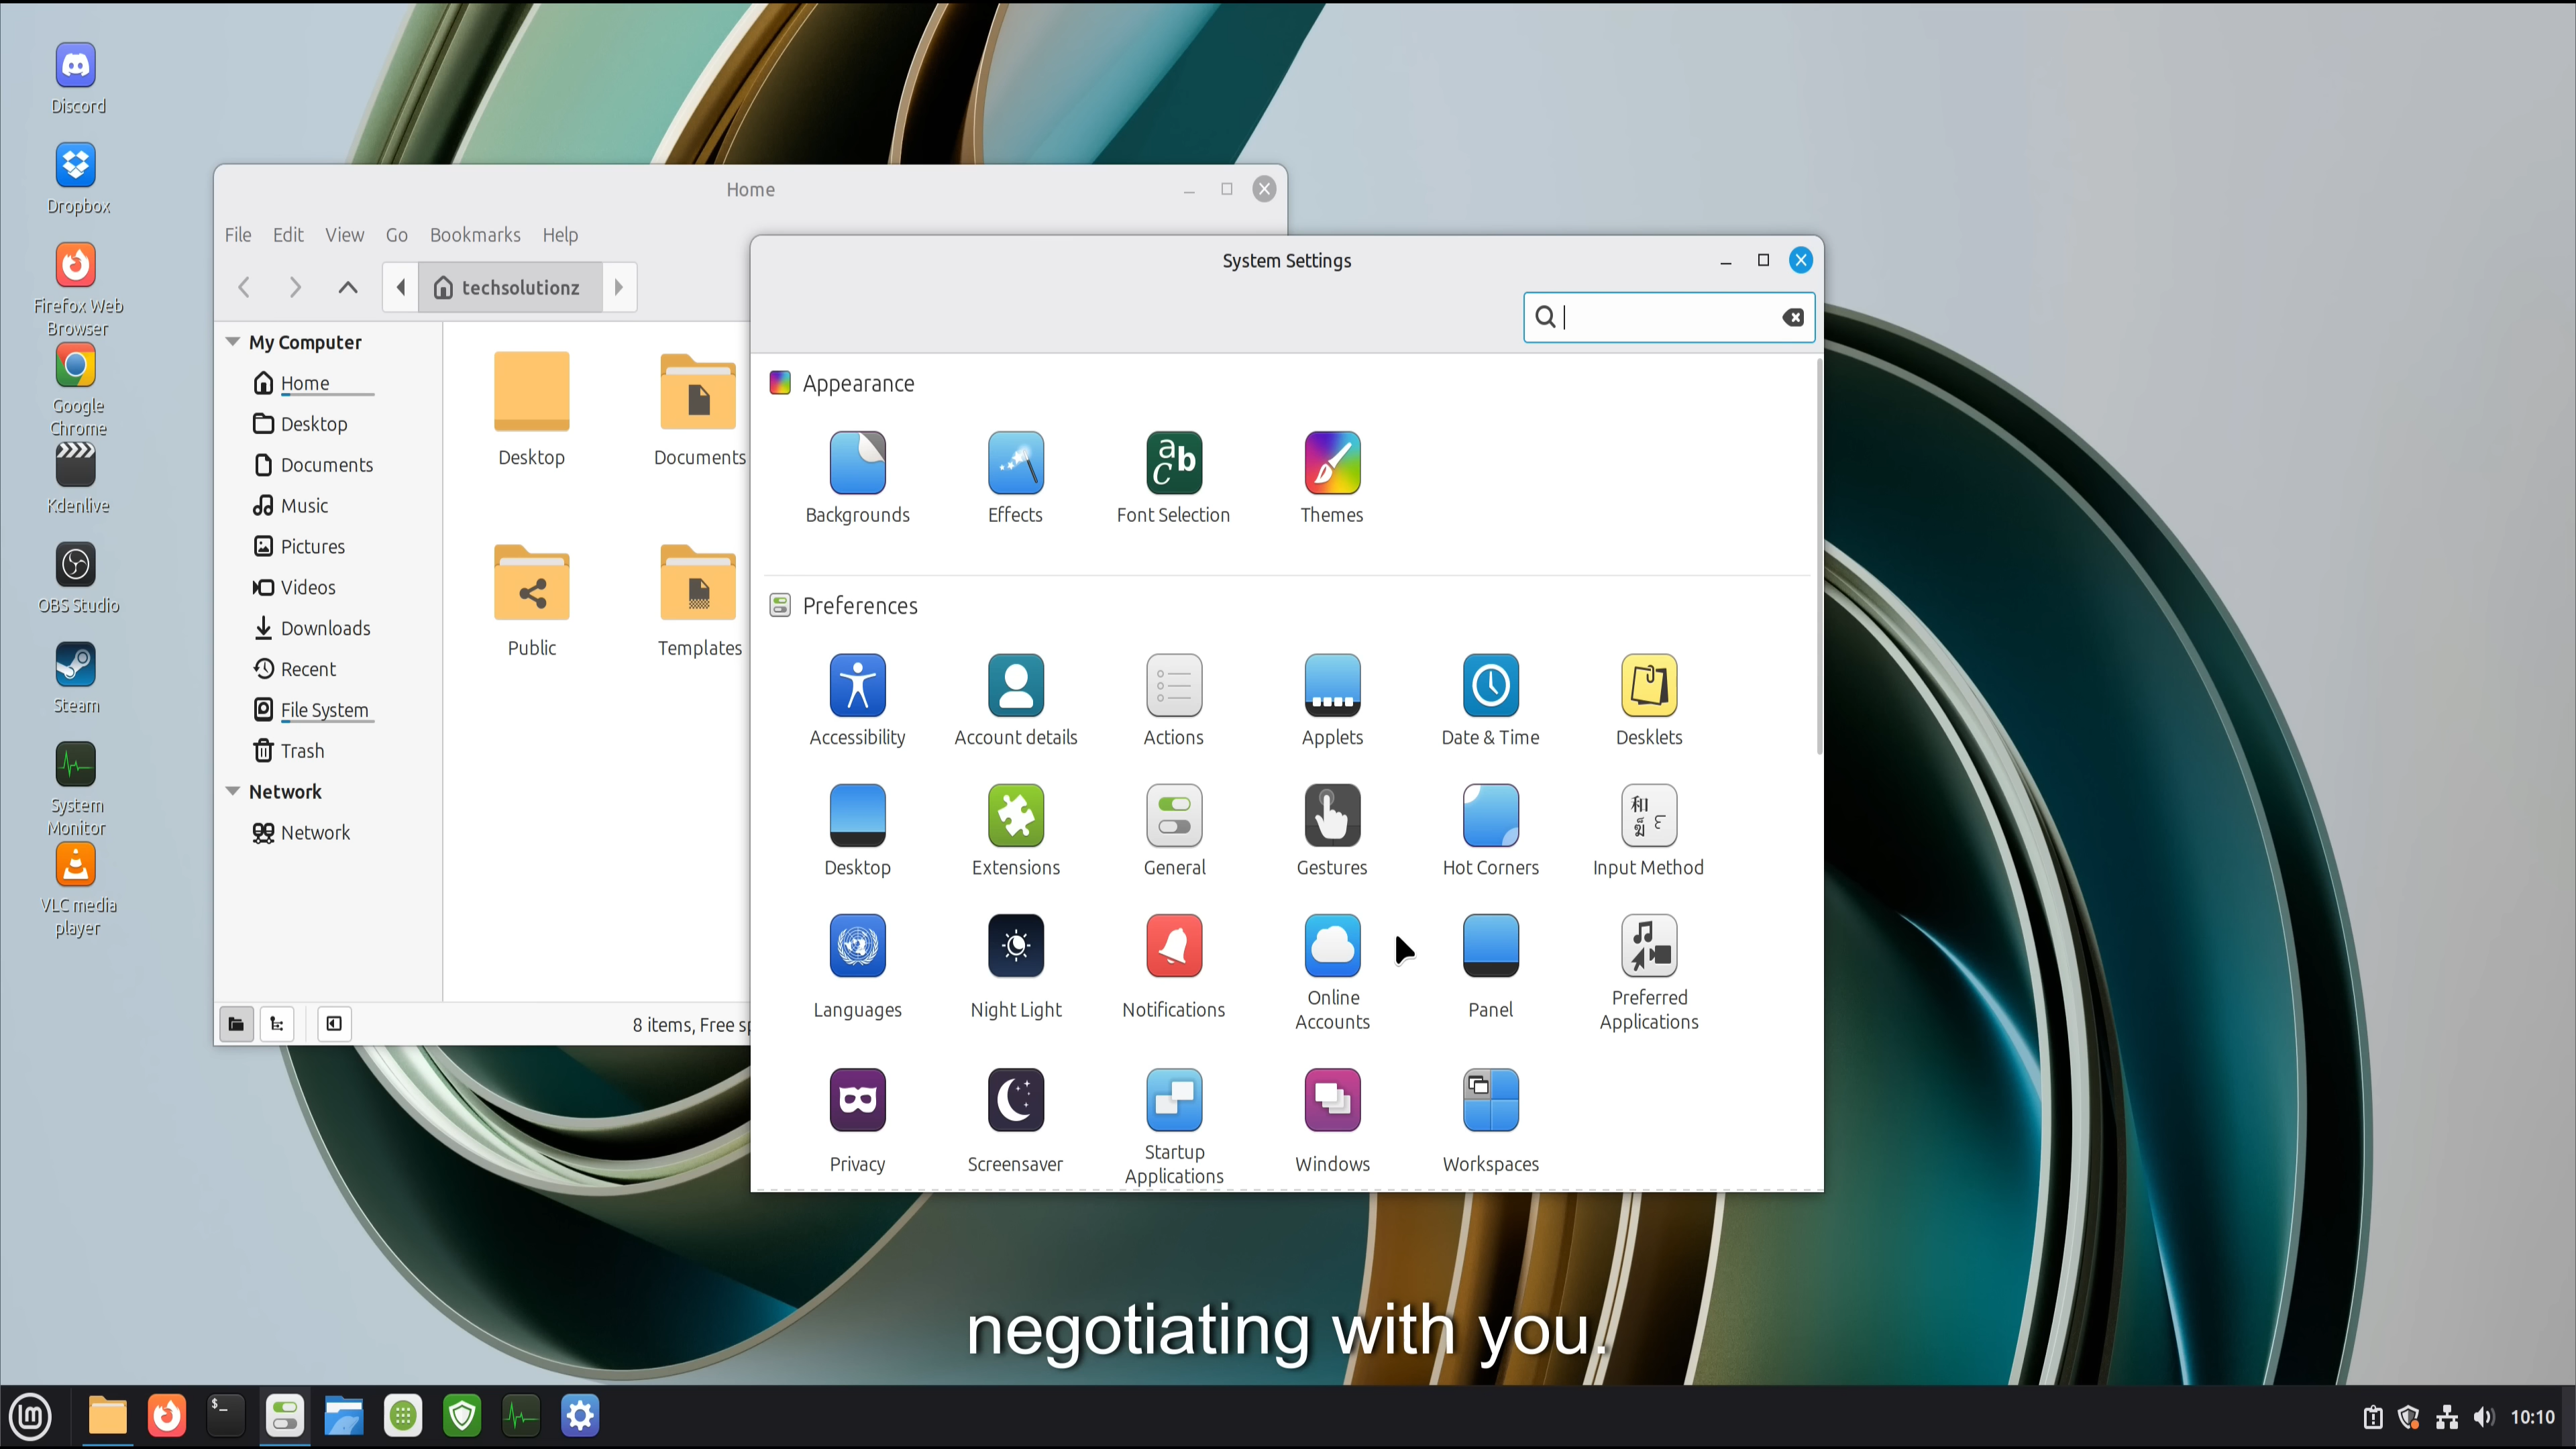 Discord
Dropbox
Firefox Web
Browser
Google
Chrome
Kdenlive
OBS Studio
Steam
System
Monitor
VLC media
player
Home
File Edit View Go Bookmarks Help
techsolutionz
My Computer
Home
Desktop
Documents
Music
Pictures
Videos
Downloads
Recent
File System
Trash
Network
Network
Desktop
Documents
Public
Templates
8 items, Free sp
System Settings
Appearance
Backgrounds
Effects
Font Selection
Themes
Preferences
Accessibility
Account details
Actions
Applets
Date & Time
Desklets
Desktop
Extensions
General
Gestures
Hot Corners
Input Method
Languages
Night Light
Notifications
Online
Accounts
Panel
Preferred
Applications
Privacy
Screensaver
Startup
Applications
Windows
Workspaces
negotiating with you.
10:10